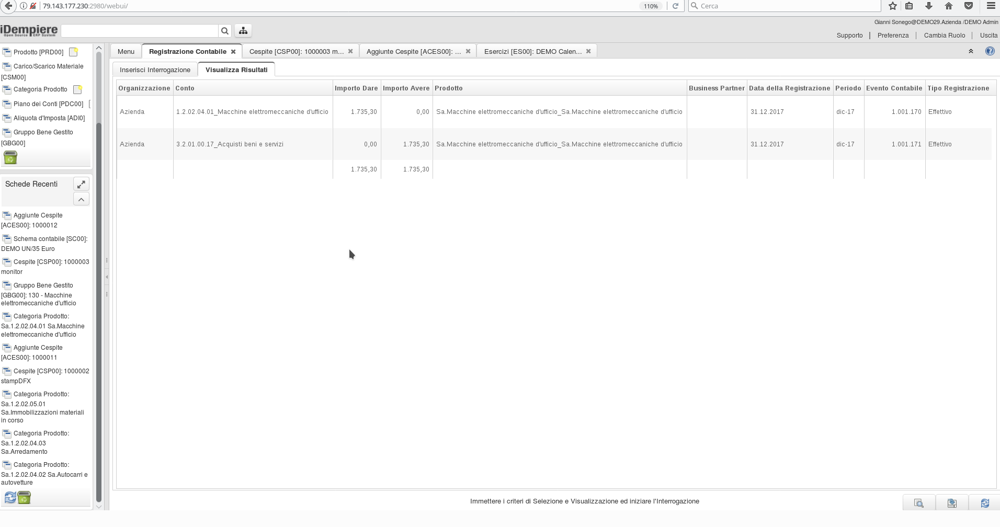 79.143.177.230:2980/webui/
110%
Cerca
iDempiere
Open Source ERP System
Gianni Sonego@DEMO29.Azienda /DEMO Admin
Supporto
Preferenza
Cambia Ruolo
Uscita
Prodotto [PRD00]
Carico/Scarico Materiale
[CSM00]
Categoria Prodotto
Piano dei Conti [PDC00]
Aliquota d'Imposta [ADI0]
Gruppo Bene Gestito
[GBG00]
Schede Recenti
Aggiunte Cespite
[ACES00]: 1000012
Schema contabile [SC00]:
DEMO UN/35 Euro
Cespite [CSP00]: 1000003
monitor
Gruppo Bene Gestito
[GBG00]: 130 - Macchine
elettromeccaniche d'ufficio
Categoria Prodotto:
Sa.1.2.02.04.01 Sa.Macchine
elettromeccaniche d'ufficio
Aggiunte Cespite
[ACES00]: 1000011
Cespite [CSP00]: 1000002
stampDFX
Categoria Prodotto:
Sa.1.2.02.05.01
Sa.Immobilizzazioni materiali
in corso
Categoria Prodotto:
Sa.1.2.02.04.03
Sa.Arredamento
Categoria Prodotto:
Sa.1.2.02.04.02 Sa.Autocarri e
autovetture
Menu
Registrazione Contabile
Cespite [CSP00]: 1000003 m...
Aggiunte Cespite [ACES00]: ...
Esercizi [ES00]: DEMO Calen...
Inserisci Interrogazione
Visualizza Risultati
Organizzazione Conto Importo Dare Importo Avere Prodotto Business Partner Data della Registrazione Periodo Evento Contabile Tipo Registrazione
Azienda 1.2.02.04.01_Macchine elettromeccaniche d'ufficio 1.735,30 0,00 Sa.Macchine elettromeccaniche d'ufficio_Sa.Macchine elettromeccaniche d'ufficio 31.12.2017 dic-17 1.001.170 Effettivo
Azienda 3.2.01.00.17_Acquisti beni e servizi 0,00 1.735,30 Sa.Macchine elettromeccaniche d'ufficio_Sa.Macchine elettromeccaniche d'ufficio 31.12.2017 dic-17 1.001.171 Effettivo
1.735,30 1.735,30
Immettere i criteri di Selezione e Visualizzazione ed iniziare l'Interrogazione